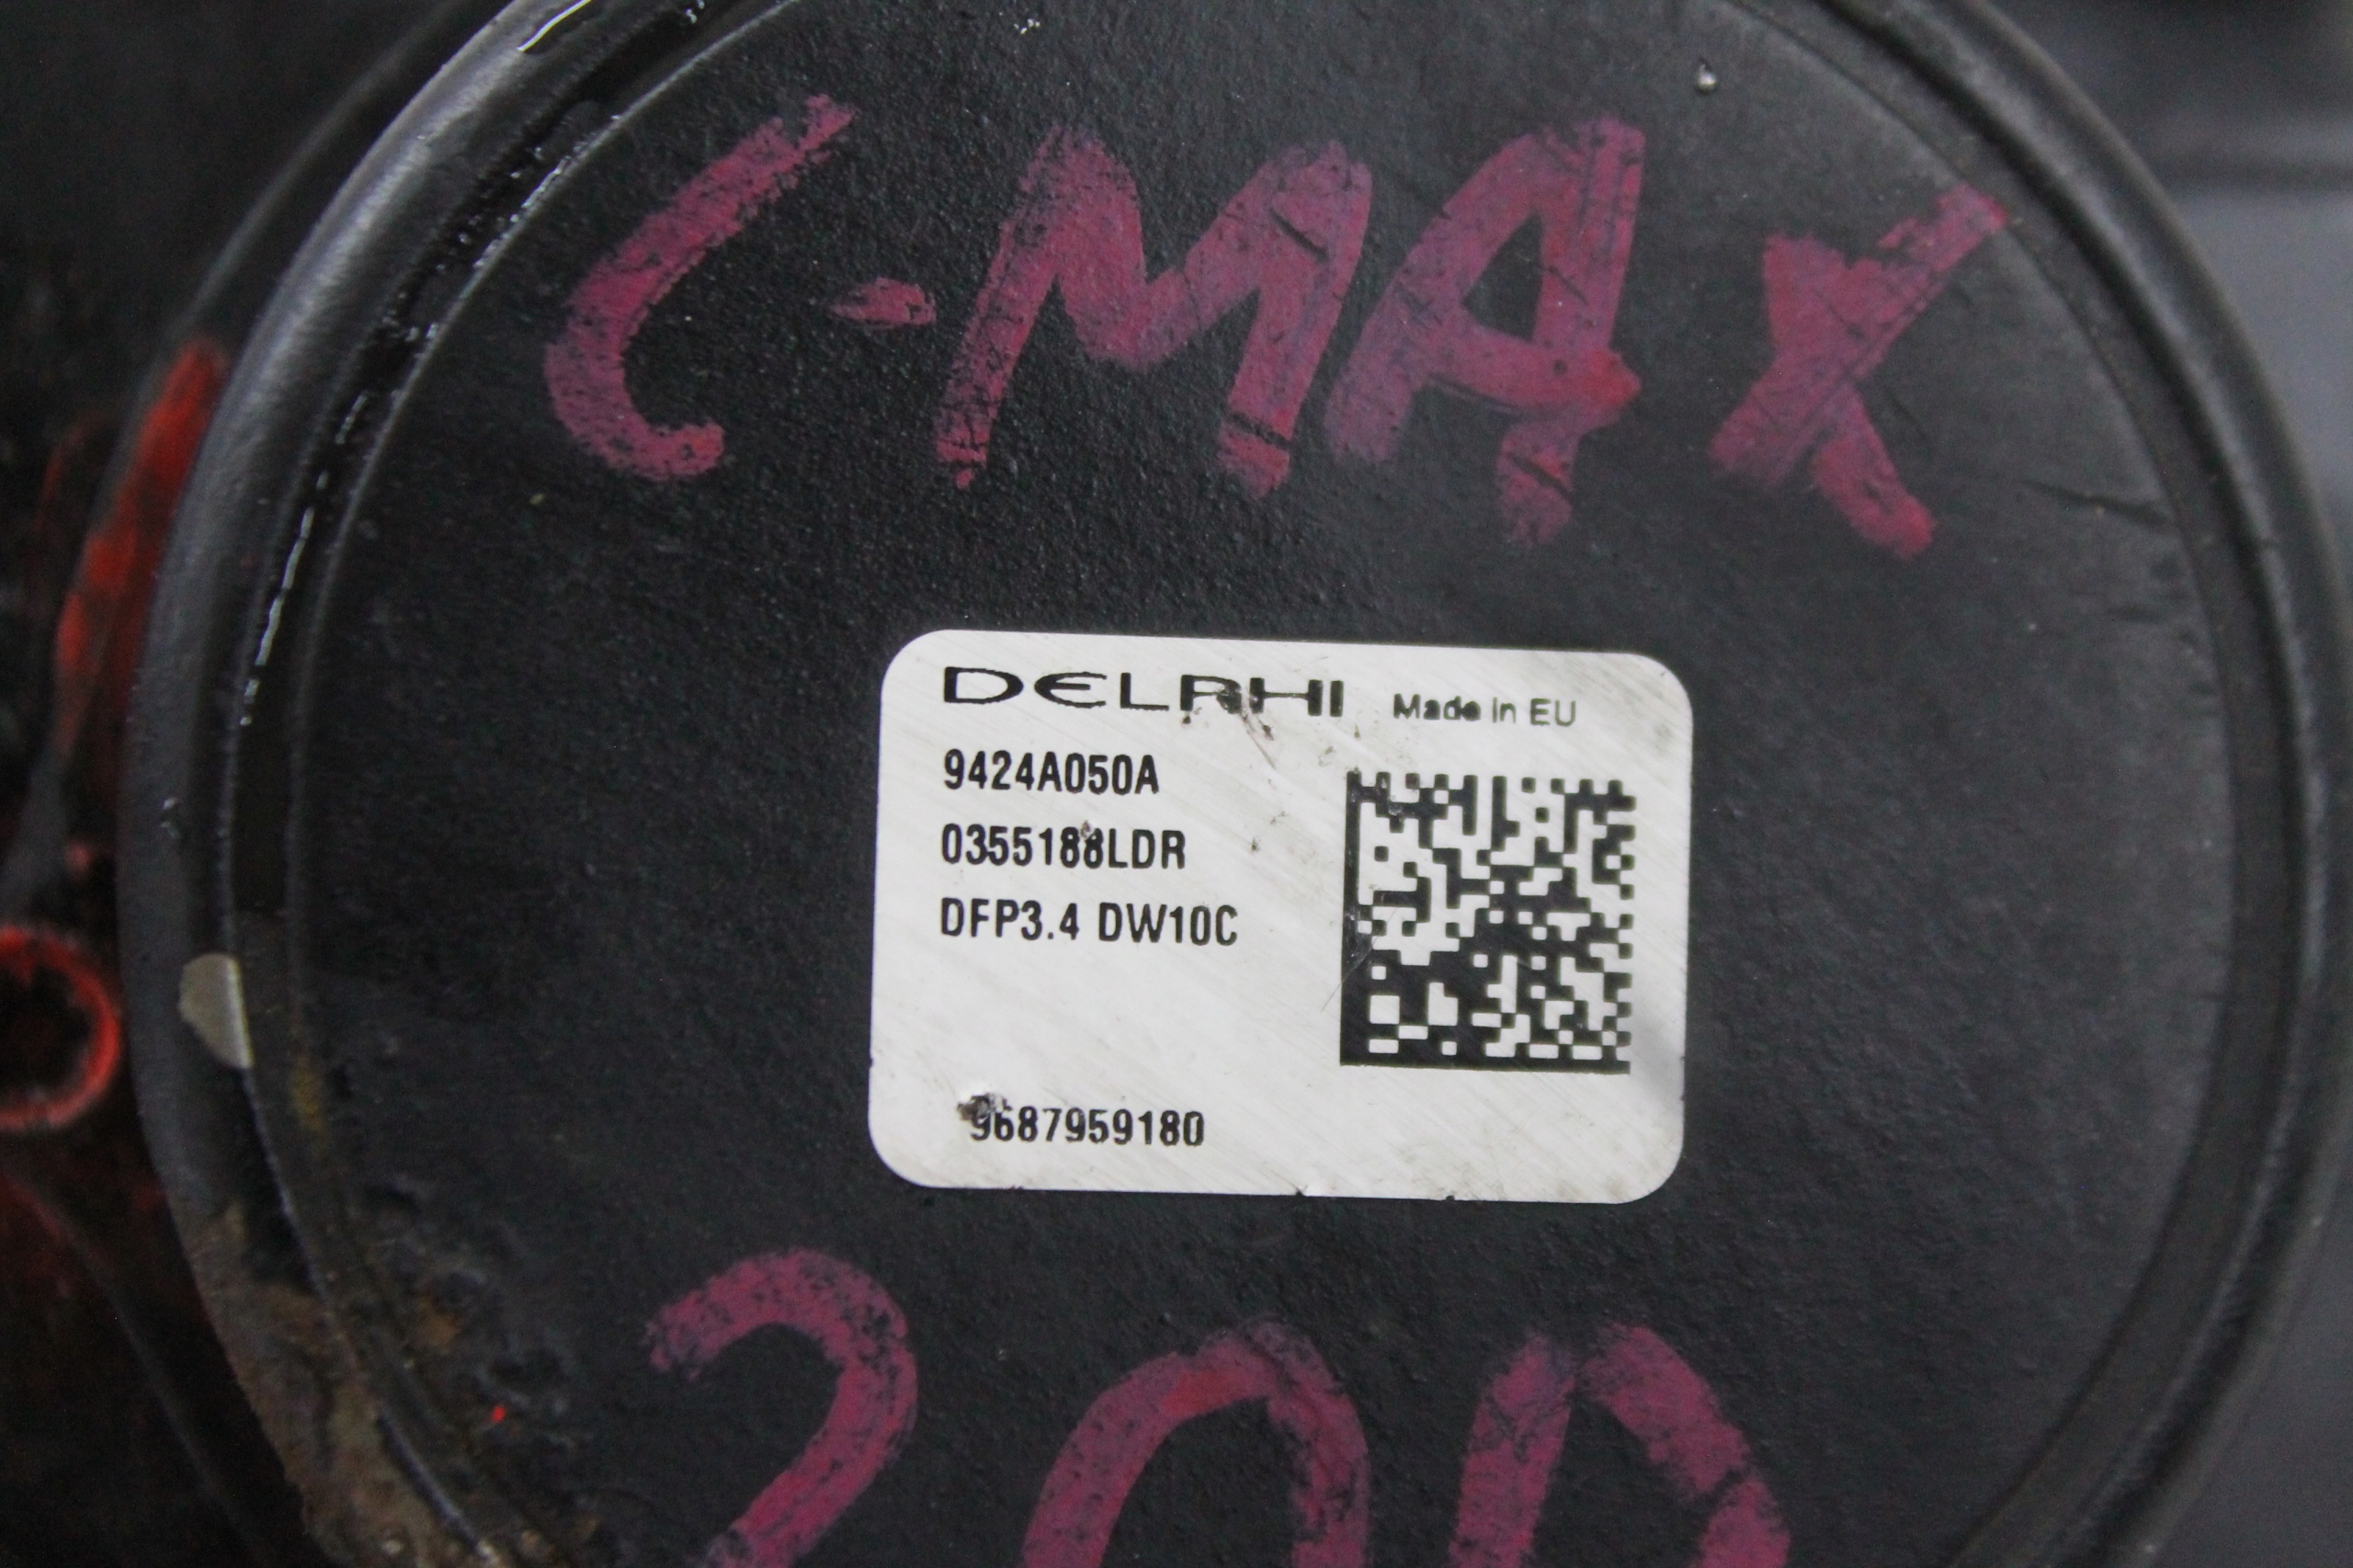 C-MAX
DELPHI Made in EU
9424A050A
0355188LDR
DFP3.4 DW10C
9687959180